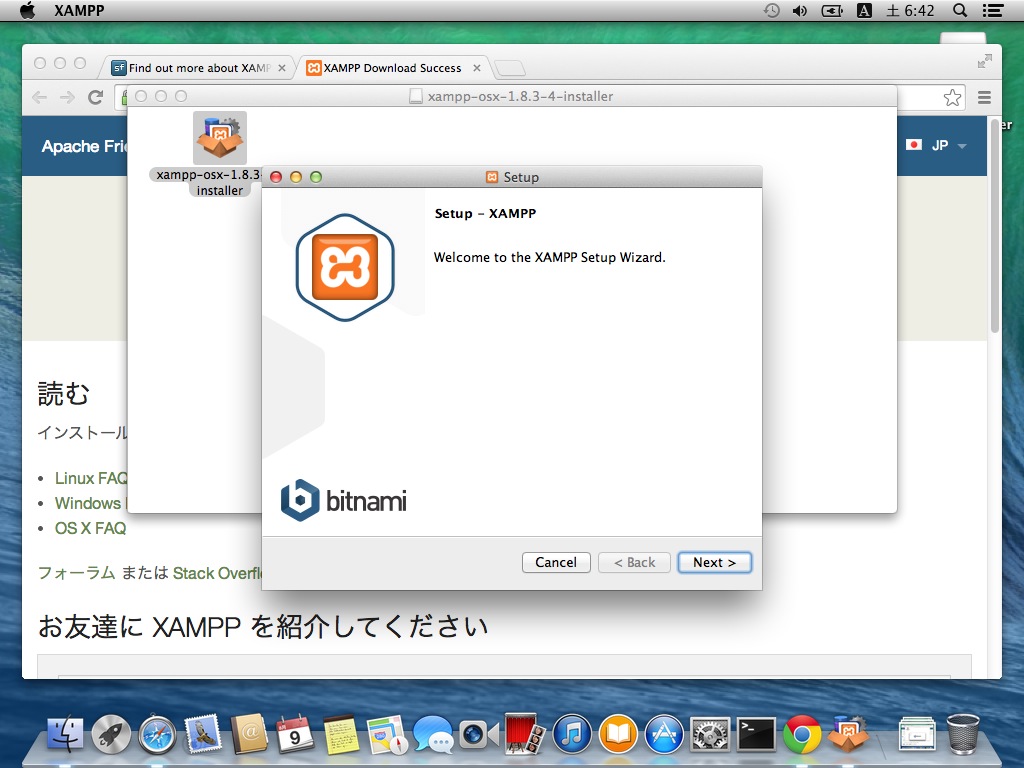 XAMPP
A
土 6:42
sf Find out more about XAMP
XAMPP Download Success
xampp-osx-1.8.3-4-installer
Apache Frie
JP
er
xampp-osx-1.8.3-
installer
Setup
Setup – XAMPP
Welcome to the XAMPP Setup Wizard.
読む
インストール
Linux FAQ
Windows
OS X FAQ
bitnami
Cancel
< Back
Next >
フォーラム または Stack Overflo
お友達に XAMPP を紹介してください
9